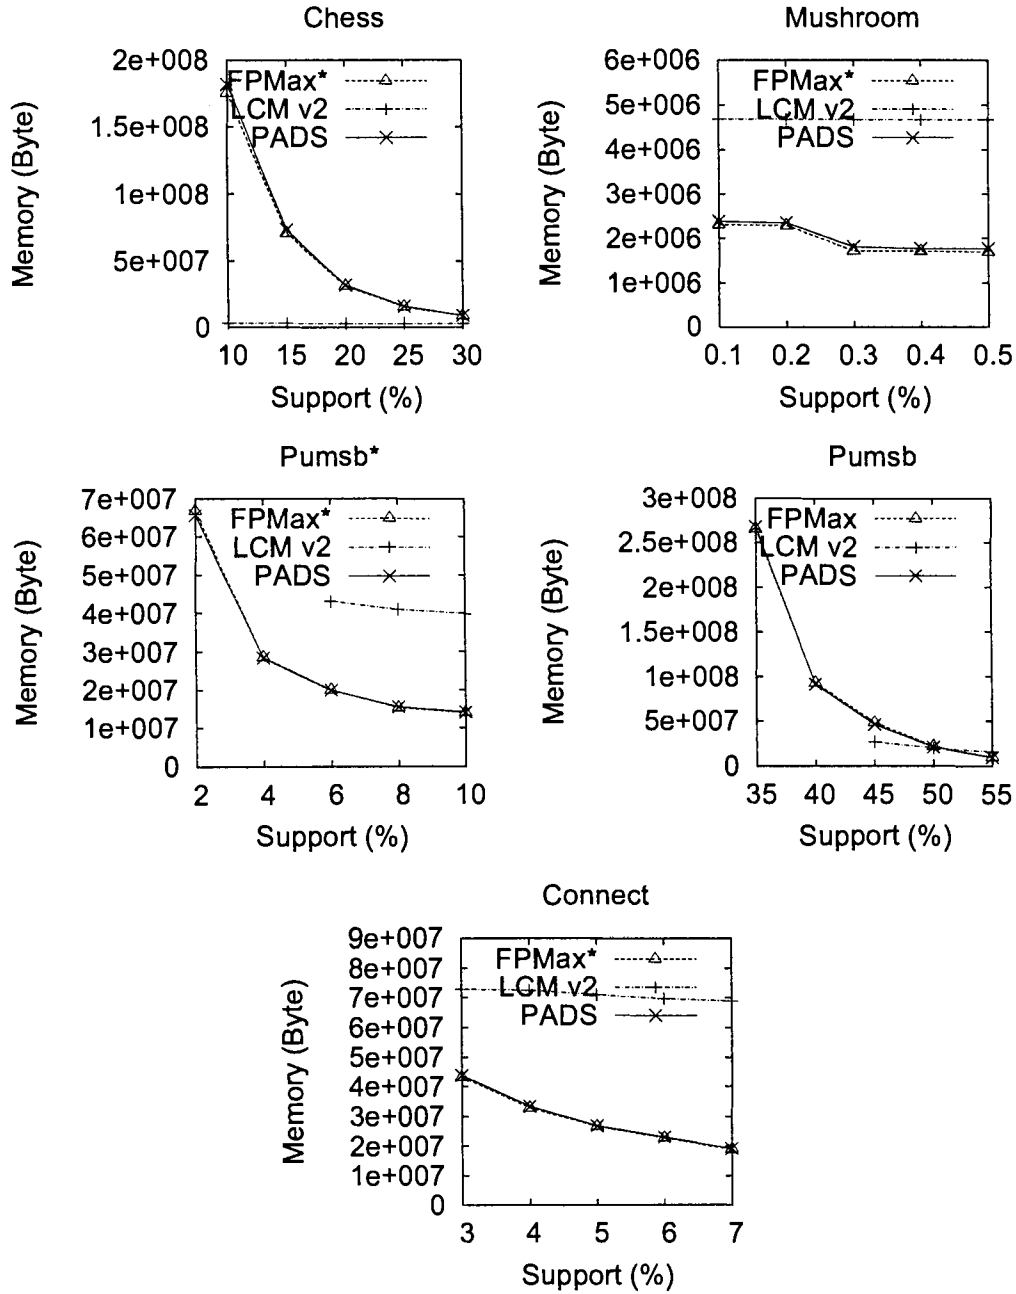 Chess
2e+008
1.5e+008
1e+008
5e+007
0
Memory (Byte)
FPMax*
LCM v2
PADS
10 15 20 25 30
Support (%)
Mushroom
6e+006
5e+006
4e+006
3e+006
2e+006
1e+006
0
Memory (Byte)
FPMax*
LCM v2
PADS
0.1 0.2 0.3 0.4 0.5
Support (%)
Pumsb*
7e+007
6e+007
5e+007
4e+007
3e+007
2e+007
1e+007
0
Memory (Byte)
FPMax*
LCM v2
PADS
2 4 6 8 10
Support (%)
Pumsb
3e+008
2.5e+008
2e+008
1.5e+008
1e+008
5e+007
0
Memory (Byte)
FPMax
LCM v2
PADS
35 40 45 50 55
Support (%)
Connect
9e+007
8e+007
7e+007
6e+007
5e+007
4e+007
3e+007
2e+007
1e+007
0
Memory (Byte)
FPMax*
LCM v2
PADS
3 4 5 6 7
Support (%)